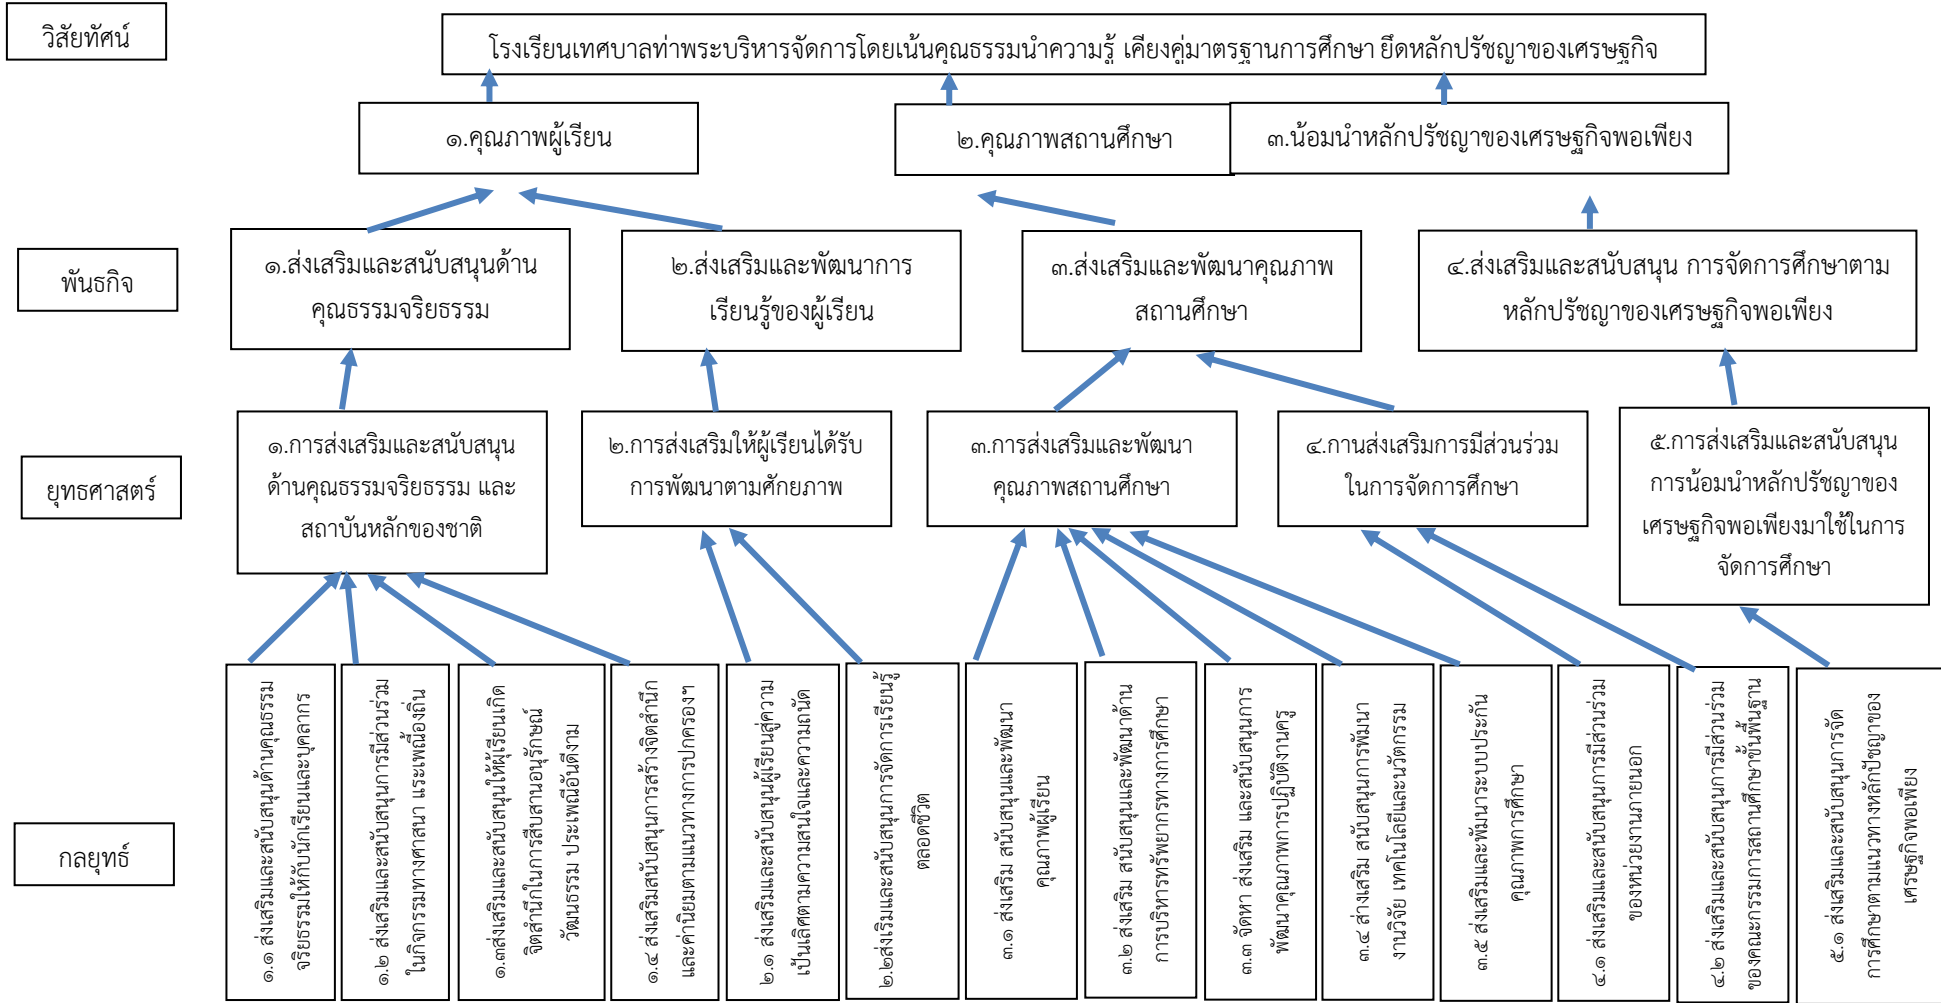 วิสัยทัศน์
โรงเรียนเทศบาลท่าพระบริหารจัดการโดยเน้นคุณธรรมนำความรู้ เคียงคู่มาตรฐานการศึกษา ยึดหลักปรัชญาของเศรษฐกิจ
๑.คุณภาพผู้เรียน
๒.คุณภาพสถานศึกษา
๓.น้อมนำหลักปรัชญาของเศรษฐกิจพอเพียง
พันธกิจ
๑.ส่งเสริมและสนับสนุนด้าน
คุณธรรมจริยธรรม
๒.ส่งเสริมและพัฒนาการ
เรียนรู้ของผู้เรียน
๓.ส่งเสริมและพัฒนาคุณภาพ
สถานศึกษา
๔.ส่งเสริมและสนับสนุน การจัดการศึกษาตาม
หลักปรัชญาของเศรษฐกิจพอเพียง
ยุทธศาสตร์
๑.การส่งเสริมและสนับสนุน
ด้านคุณธรรมจริยธรรม และ
สถาบันหลักของชาติ
๒.การส่งเสริมให้ผู้เรียนได้รับ
การพัฒนาตามศักยภาพ
๓.การส่งเสริมและพัฒนา
คุณภาพสถานศึกษา
๔.กานส่งเสริมการมีส่วนร่วม
ในการจัดการศึกษา
๕.การส่งเสริมและสนับสนุน
การน้อมนำหลักปรัชญาของ
เศรษฐกิจพอเพียงมาใช้ในการ
จัดการศึกษา
กลยุทธ์
๑.๑ ส่งเสริมและสนับสนุนด้านคุณธรรม
จริยธรรมให้กับนักเรียนและบุคลากร
๑.๒ ส่งเสริมและสนับสนุนการมีส่วนร่วม
ในกิจกรรมทางศาสนา แระเพณีอ้งถิ่น
๑.๓ส่งเสริมและสนับสนุนให้ผุเรียนเกิด
จิตสำนึกในการสืบสานอนุรักษณ์
วัฒนธรรม ประเพณีอันดีงาม
๑.๔ ส่งเสริมสนับสนุนการสร้างจิตสำนึก
และค่านิยมตามแนวทางการปกครองฯ
๒.๑ ส่งเสริมและสนับสนุนผู้เรียนสู่ความ
เป็นเลิศตามความสนใจและความถนัด
๒.๒ส่งเริมและสนับสนุนการจัดการเรียนรู้
ตลอดชีวิต
๓.๑ ส่งเสริม สนับสนุนและพัฒนา
คุณภาพผู้เรียน
๓.๒ ส่งเสริม สนับสนุนและพัฒนาด้าน
การบริหารทรัพยากรทางการศึกษา
๓.๓ จัดหา ส่งเสริม และสนับสนุนการ
พัฒนาคุณภาพการปฏิบัติงานครู
๓.๔ ส่างเสริม สนับสนุนการพัฒนา
งานวิจัย เทคโนโลยีและนวัตกรรม
๓.๕ ส่งเสริมและพัมนาระบบประกัน
คุณภาพการศึกษา
๔.๑ ส่งเสริมและสนับสนุนการมีส่วนร่วม
ของหน่วยงานภายนอก
๔.๒ ส่งเสริมและสนับสนุนการมีส่วนร่วม
ของคณะกรรมการสถานศึกษาขั้นพื้นฐาน
๕.๑ ส่งเสริมและสนับสนุนการจัด
การศึกษาตามแนวทางหลักปัชญาของ
เศรษฐกิจพอเพียง